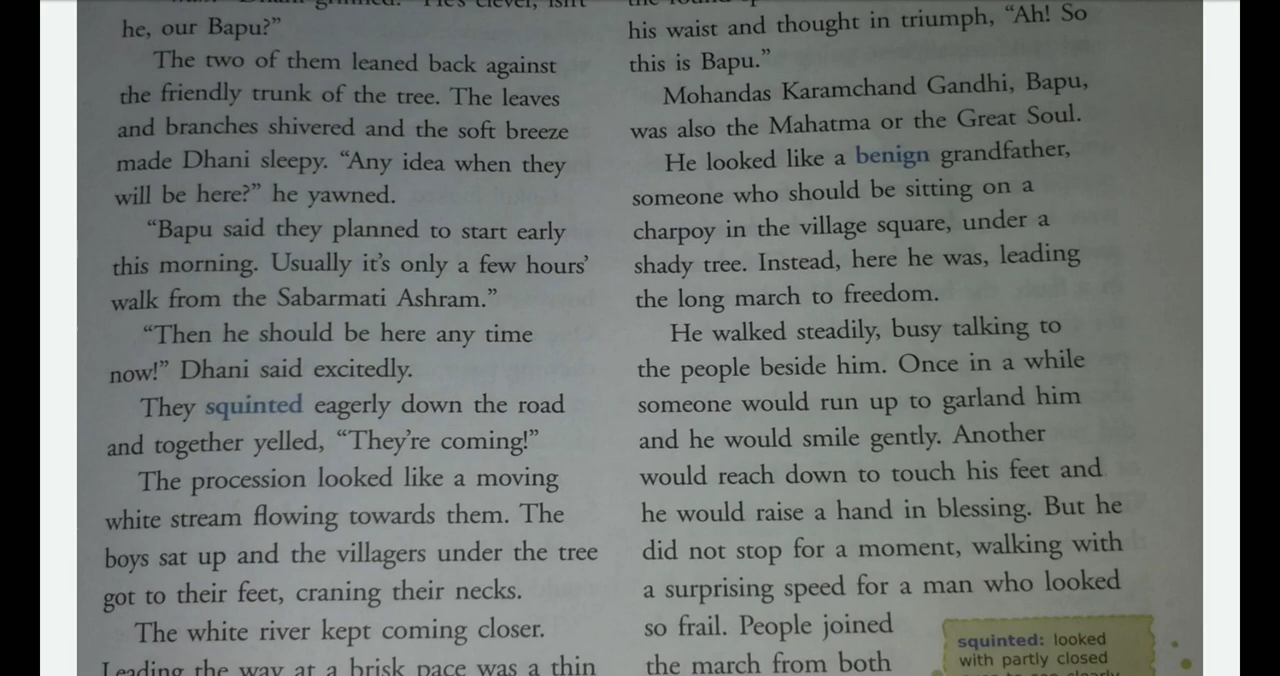 he, our Bapu?”
The two of them leaned back against
the friendly trunk of the tree. The leaves
and branches shivered and the soft breeze
made Dhani sleepy. “Any idea when they
will be here?” he yawned.
“Bapu said they planned to start early
this morning. Usually it’s only a few hours’
walk from the Sabarmati Ashram.”
“Then he should be here any time
now!” Dhani said excitedly.
They squinted eagerly down the road
and together yelled, “They’re coming!”
The procession looked like a moving
white stream flowing towards them. The
boys sat up and the villagers under the tree
got to their feet, craning their necks.
The white river kept coming closer.
Leading the way at a brisk pace was a thin
his waist and thought in triumph, “Ah! So
this is Bapu.”
Mohandas Karamchand Gandhi, Bapu,
was also the Mahatma or the Great Soul.
He looked like a benign grandfather,
someone who should be sitting on a
charpoy in the village square, under a
shady tree. Instead, here he was, leading
the long march to freedom.
He walked steadily, busy talking to
the people beside him. Once in a while
someone would run up to garland him
and he would smile gently. Another
would reach down to touch his feet and
he would raise a hand in blessing. But he
did not stop for a moment, walking with
a surprising speed for a man who looked
so frail. People joined
the march from both
squinted: looked
with partly closed